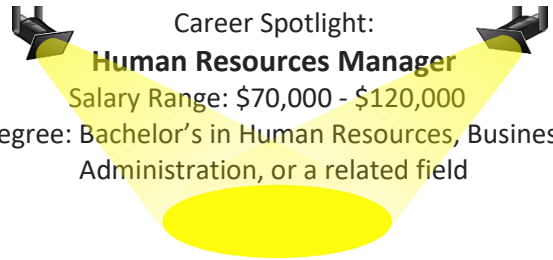 Career Spotlight:
Human Resources Manager
Salary Range: $70,000 - $120,000
egree: Bachelor’s in Human Resources, Busines
Administration, or a related field